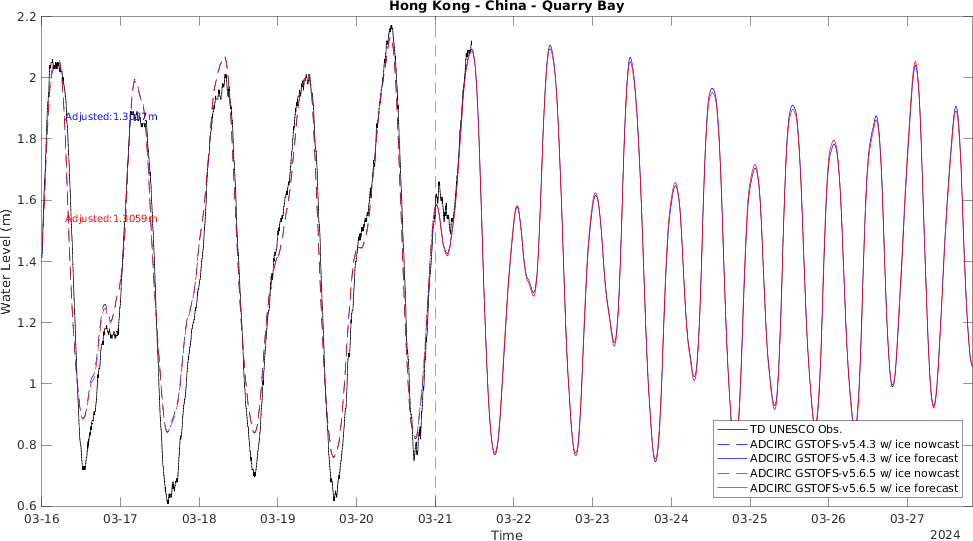 Hong Kong - China - Quarry Bay
Water Level (m)
2.2
2
1.8
1.6
1.4
1.2
1
0.8
0.6
Adjusted:1.3059m
03-16
03-17
03-18
03-19
03-20
03-21
03-22
03-23
03-24
03-25
03-26
03-27
Time
2024
TD UNESCO Obs.
ADCIRC GSTOFS-v5.4.3 w/ ice nowcast
ADCIRC GSTOFS-v5.4.3 w/ ice forecast
ADCIRC GSTOFS-v5.6.5 w/ ice nowcast
ADCIRC GSTOFS-v5.6.5 w/ ice forecast